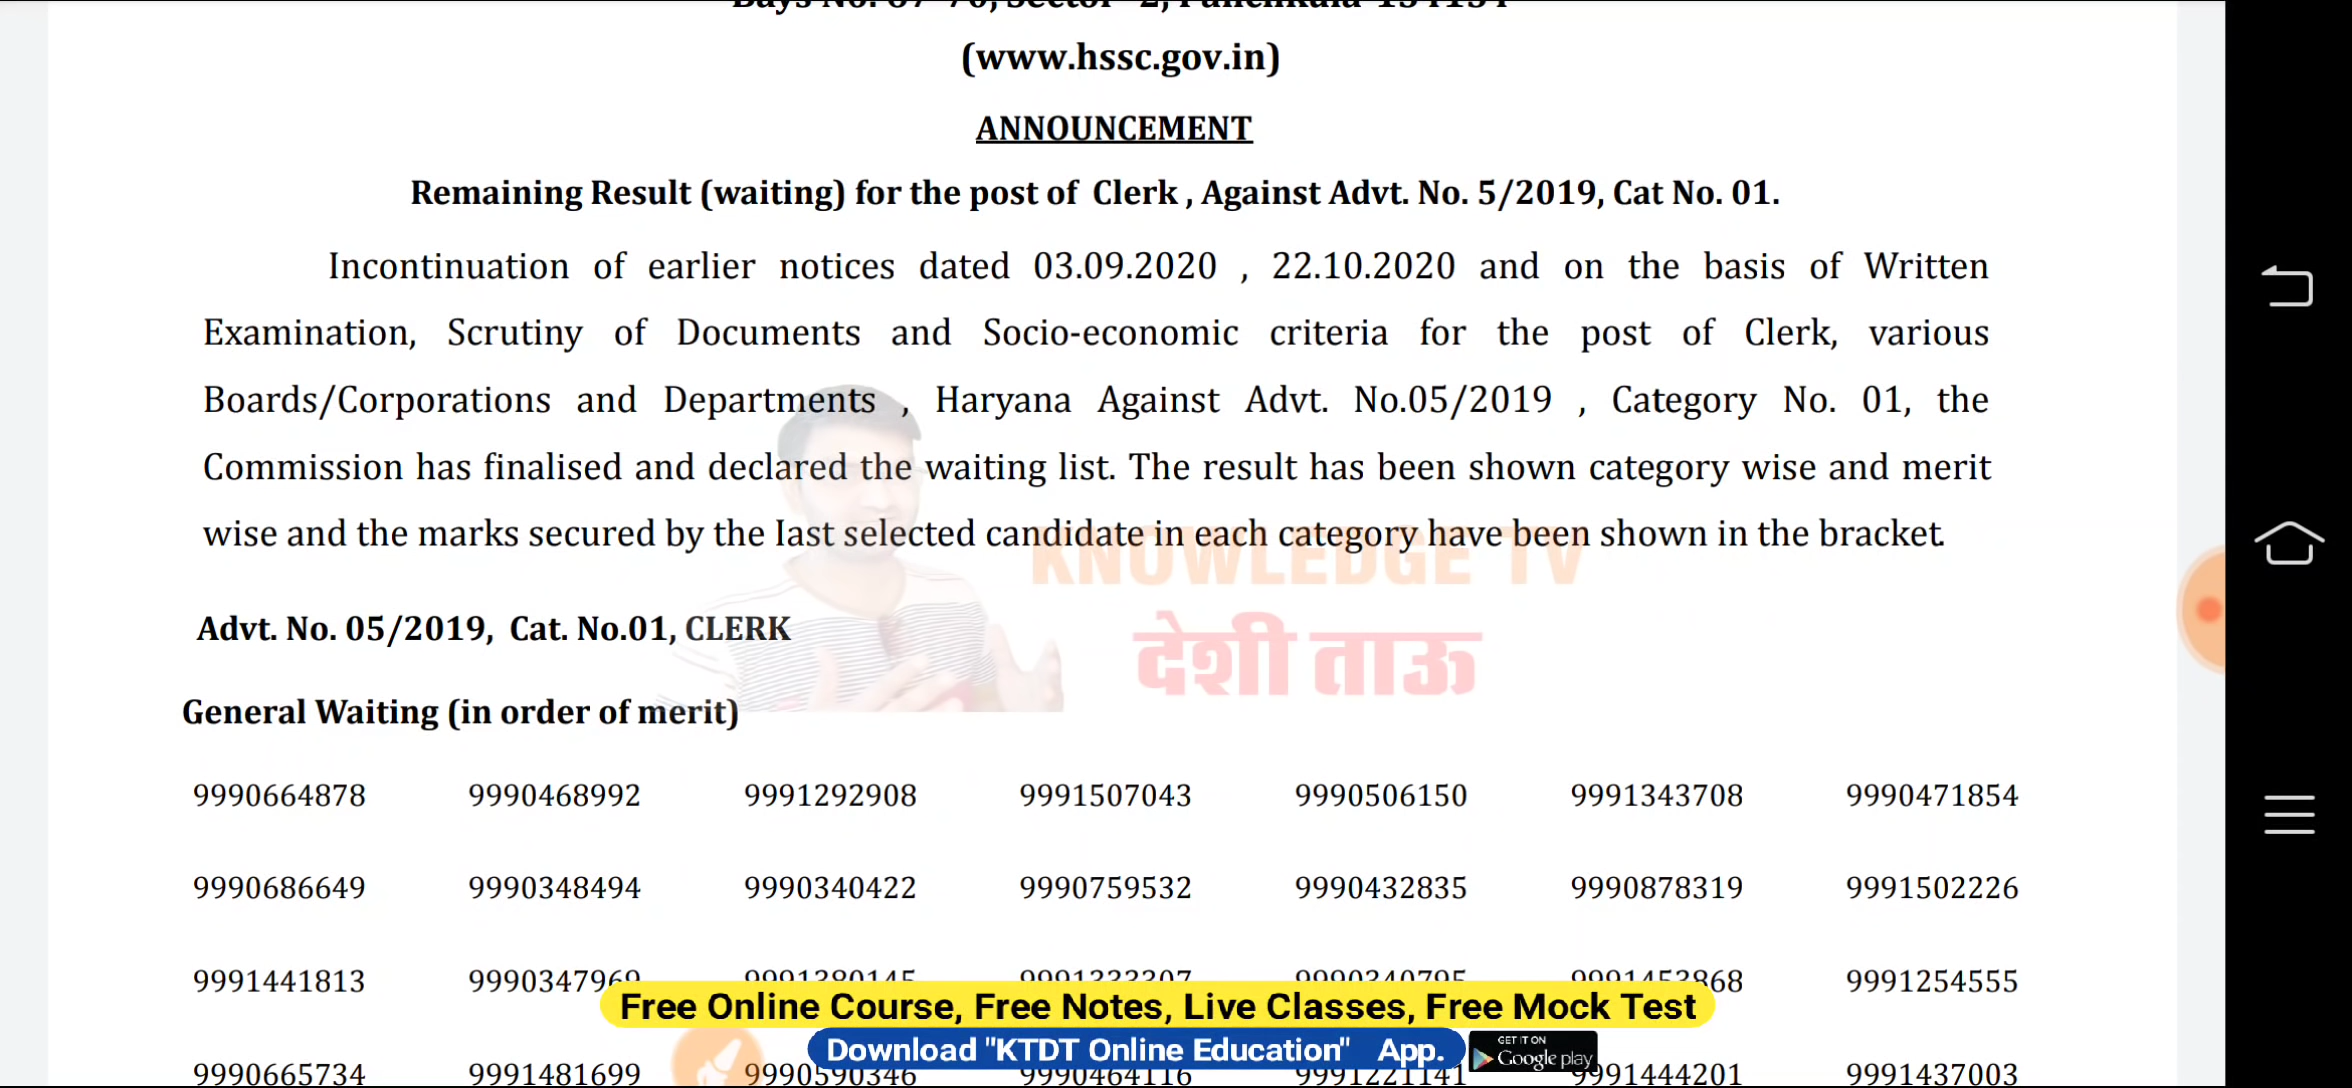 (www.hssc.gov.in)
ANNOUNCEMENT
Remaining Result (waiting) for the post of Clerk , Against Advt. No. 5/2019, Cat No. 01.
Incontinuation of earlier notices dated 03.09.2020 , 22.10.2020 and on the basis of Written
Examination, Scrutiny of Documents and Socio-economic criteria for the post of Clerk, various
Boards/Corporations and Departments , Haryana Against Advt. No.05/2019 , Category No. 01, the
Commission has finalised and declared the waiting list. The result has been shown category wise and merit
wise and the marks secured by the last selected candidate in each category have been shown in the bracket.
KNOWLEDGE TV
देशी ताऊ
Advt. No. 05/2019, Cat. No.01, CLERK
General Waiting (in order of merit)
9990664878 9990468992 9991292908 9991507043 9990506150 9991343708 9990471854
9990686649 9990348494 9990340422 9990759532 9990432835 9990878319 9991502226
9991441813 9991254555
Free Online Course, Free Notes, Live Classes, Free Mock Test
Download "KTDT Online Education" App.
GET IT ON
Google play
9990665734 9991481699 9991444201 9991437003